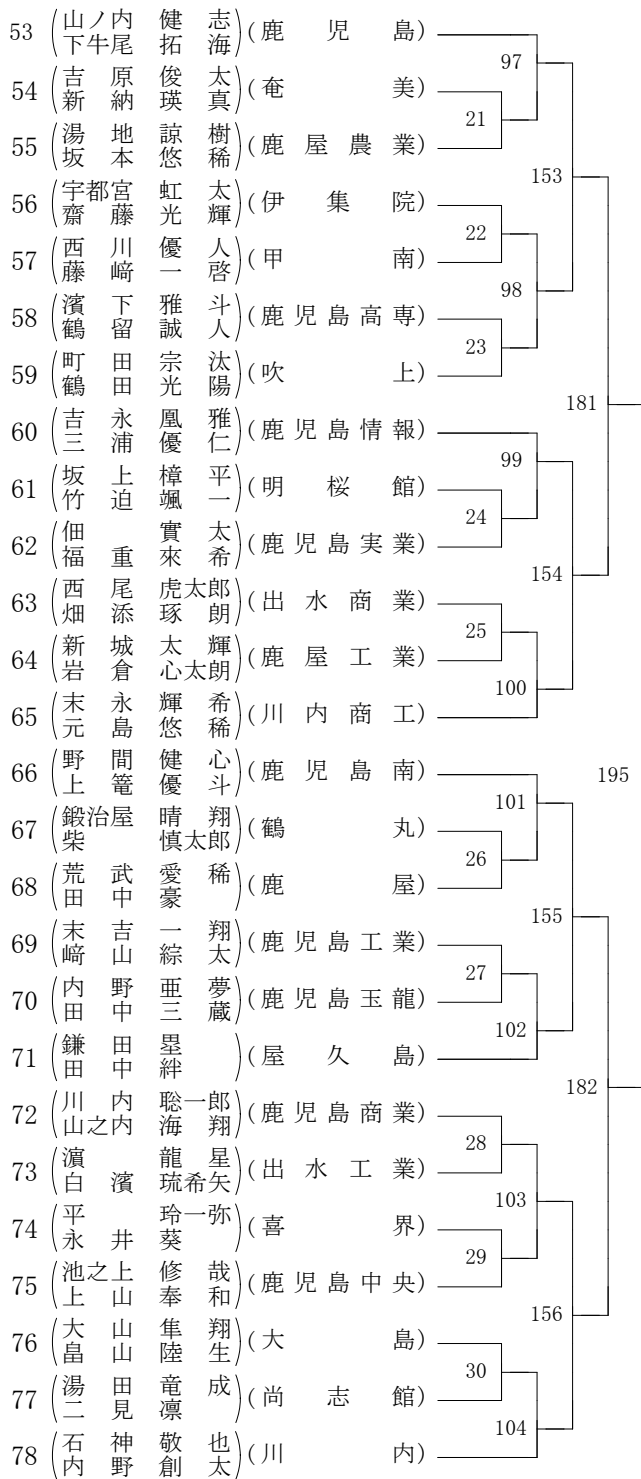 53 (山ノ内 健志 下牛尾 拓海)(鹿児島)
54 (吉原 俊太 新納 瑛真)(奄美)
55 (湯地 諒樹 坂本 悠稀)(鹿屋農業)
56 (宇都宮 虹太 齋藤 光輝)(伊集院)
57 (西川 優人 藤﨑 一啓)(甲南)
58 (濱下 雅斗 鶴留 誠人)(鹿児島高専)
59 (町田 宗汰 鶴田 光陽)(吹上)
60 (吉永 凰雅 三浦 優仁)(鹿児島情報)
61 (坂上 樟平 竹迫 颯一)(明桜館)
62 (佃 實太 福重 來希)(鹿児島実業)
63 (西尾 虎太郎 畑添 琢朗)(出水商業)
64 (新城 太輝 岩倉 心太朗)(鹿屋工業)
65 (末永 輝希 元島 悠稀)(川内商工)
66 (野間 健心 上篭 優斗)(鹿児島南)
67 (鍛治屋 晴翔 柴 慎太郎)(鶴丸)
68 (荒武 愛稀 田中 豪)(鹿屋)
69 (末吉 一翔 﨑山 綜太)(鹿児島工業)
70 (内野 亜夢 田中 三蔵)(鹿児島玉龍)
71 (鎌田 塁 田中 絆)(屋久島)
72 (川内 聡一郎 山之内 海翔)(鹿児島商業)
73 (濵 龍星 白濱 琉希矢)(出水工業)
74 (平 玲一弥 永井 葵)(喜界)
75 (池之上 修哉 上山 奉和)(鹿児島中央)
76 (大山 隼翔 畠山 陸生)(大島)
77 (湯田 竜成 二見 凛)(尚志館)
78 (石神 敬也 内野 創太)(川内)
97
21
153
22
98
23
181
99
24
154
25
100
195
101
26
155
27
102
182
28
103
29
156
30
104